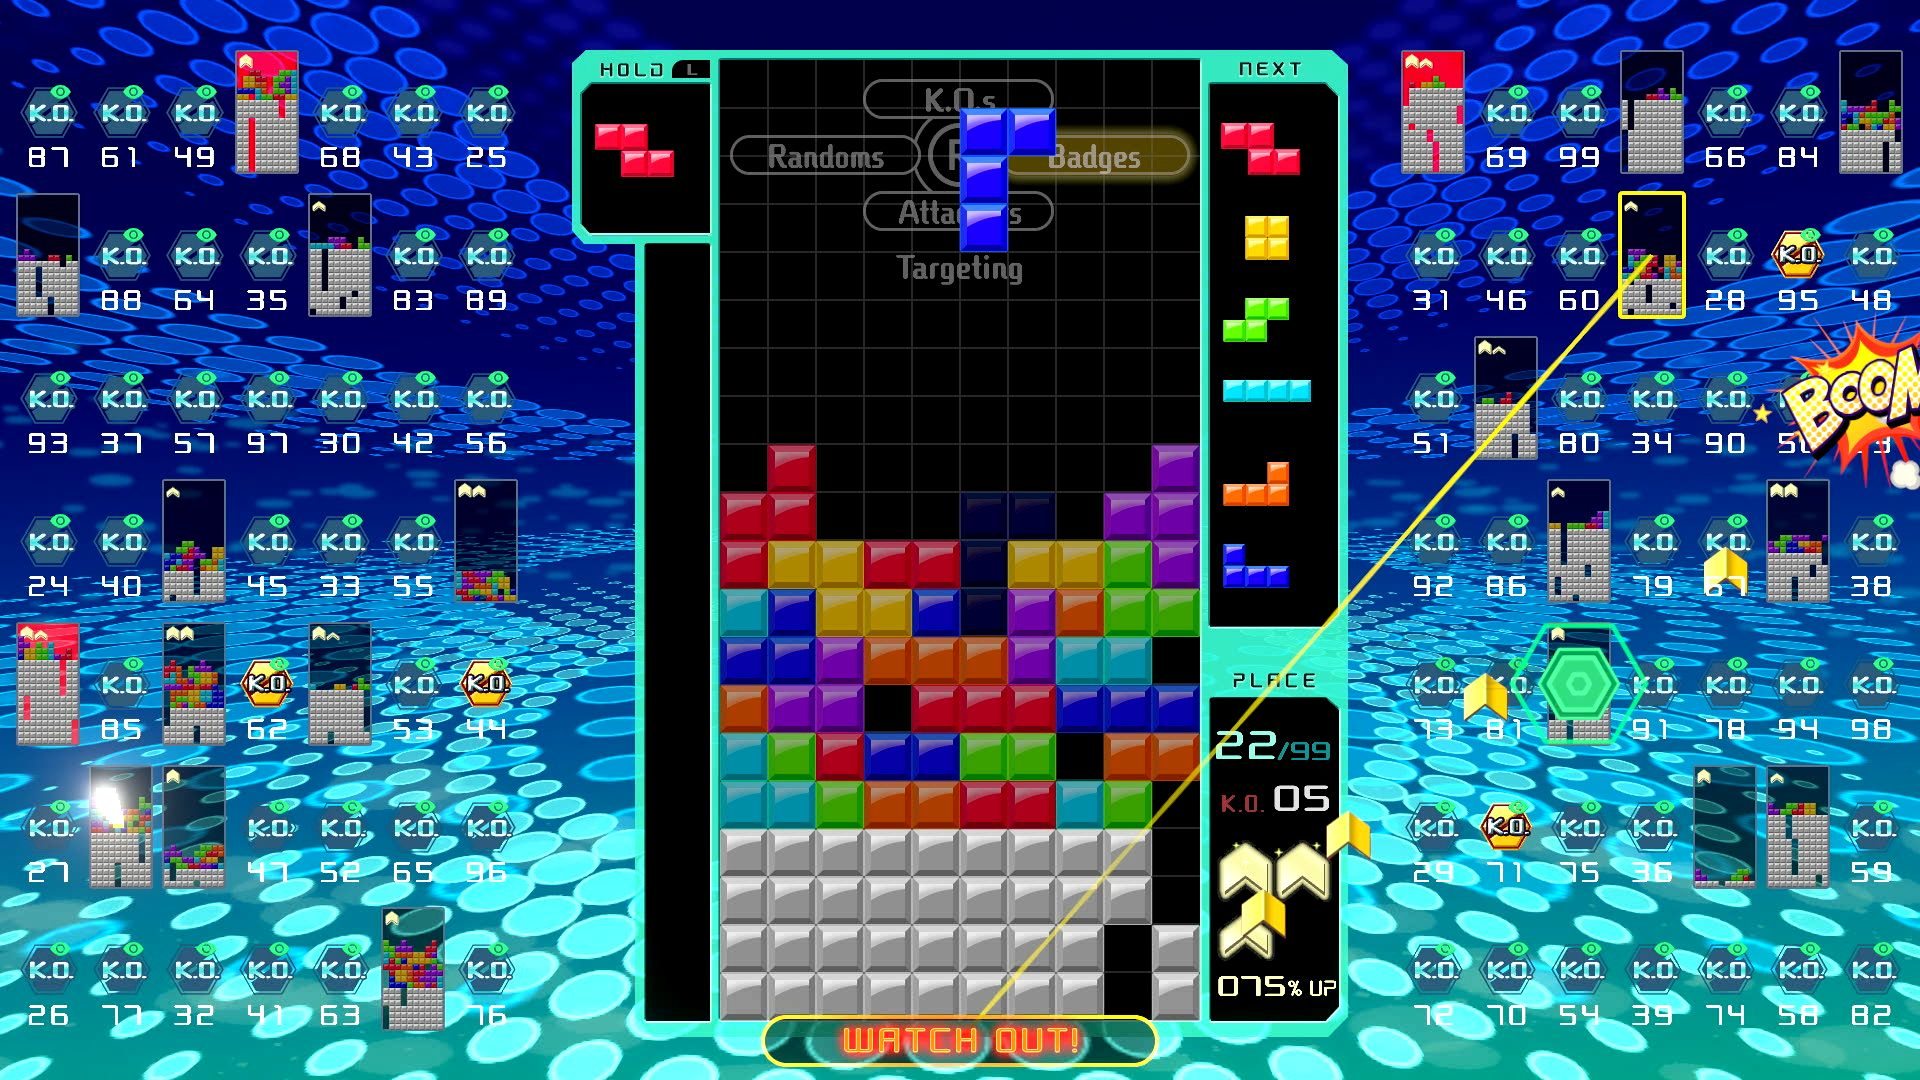 HOLD L
NEXT
K.O.s
Randoms
Badges
Targeting
K.O. K.O. K.O. K.O. K.O. K.O.
87 61 49 68 43 25
K.O. K.O. K.O. K.O. K.O.
88 64 35 83 89
K.O. K.O. K.O. K.O. K.O. K.O. K.O.
93 37 57 97 30 42 56
K.O. K.O. K.O. K.O. K.O.
24 40 45 33 55
K.O. K.O. K.O. K.O.
85 62 53 44
K.O. K.O. K.O. K.O. K.O.
27 47 52 65 96
K.O. K.O. K.O. K.O. K.O. K.O.
26 77 32 41 63 76
K.O. K.O. K.O. K.O.
69 99 66 84
K.O. K.O. K.O. K.O. K.O. K.O.
31 46 60 28 95 48
K.O. K.O. K.O. K.O.
51 80 34 90
BOOM
K.O. K.O. K.O. K.O. K.O.
92 86 79 67 38
K.O. K.O. K.O. K.O. K.O. K.O.
73 81 91 78 94 98
K.O. K.O. K.O. K.O. K.O.
29 71 75 36 59
K.O. K.O. K.O. K.O. K.O. K.O. K.O.
72 70 54 39 74 58 82
PLACE
22/99
K.O. 05
075% UP
WATCH OUT!